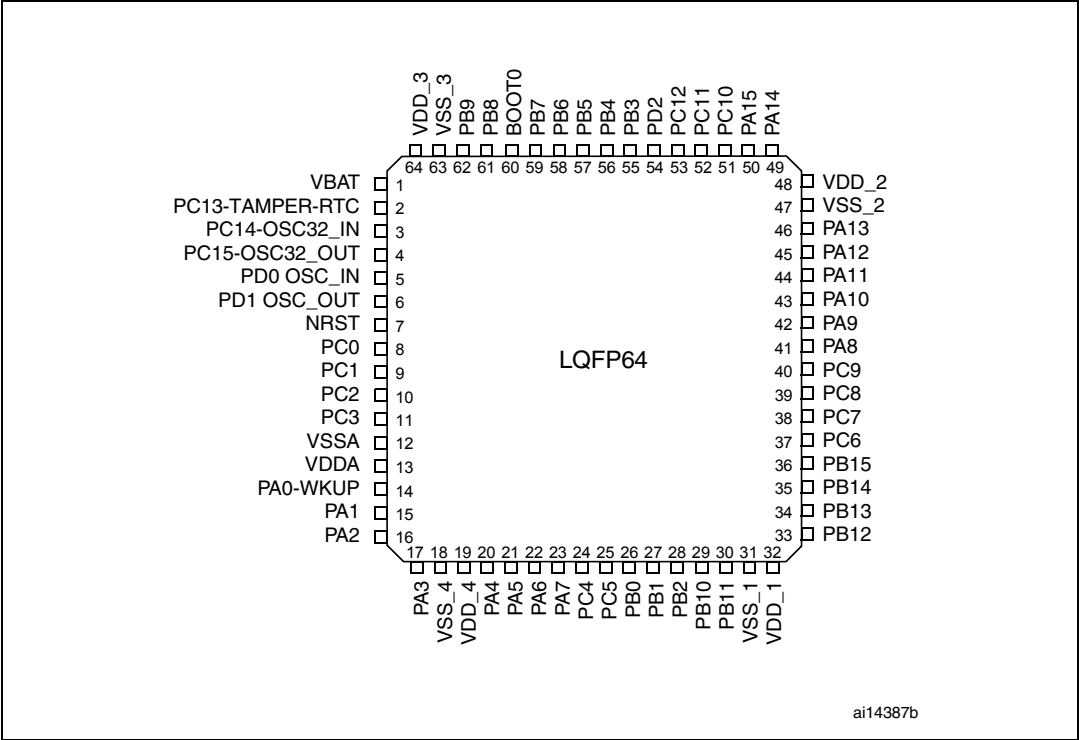 VDD_3
VSS_3
PB9
PB8
BOOT0
PB7
PB6
PB5
PB4
PB3
PD2
PC12
PC11
PC10
PA15
PA14
64 63 62 61 60 59 58 57 56 55 54 53 52 51 50 49
VBAT 1
PC13-TAMPER-RTC 2
PC14-OSC32_IN 3
PC15-OSC32_OUT 4
PD0 OSC_IN 5
PD1 OSC_OUT 6
NRST 7
PC0 8
PC1 9
PC2 10
PC3 11
VSSA 12
VDDA 13
PA0-WKUP 14
PA1 15
PA2 16
LQFP64
48 VDD_2
47 VSS_2
46 PA13
45 PA12
44 PA11
43 PA10
42 PA9
41 PA8
40 PC9
39 PC8
38 PC7
37 PC6
36 PB15
35 PB14
34 PB13
33 PB12
17 18 19 20 21 22 23 24 25 26 27 28 29 30 31 32
PA3
VSS_4
VDD_4
PA4
PA5
PA6
PA7
PC4
PC5
PB0
PB1
PB2
PB10
PB11
VSS_1
VDD_1
ai14387b